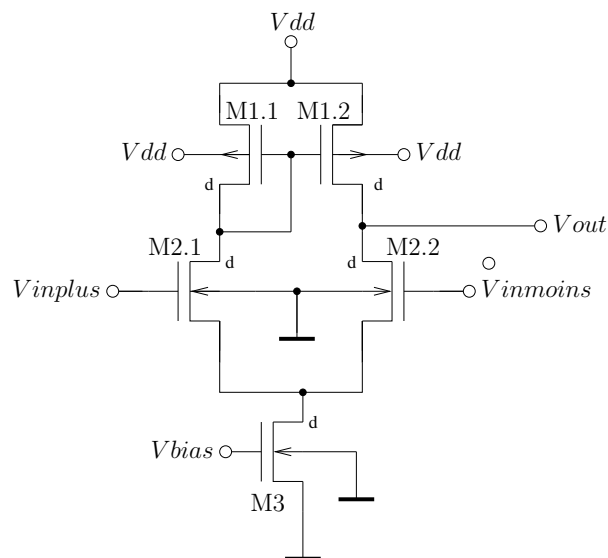 Vdd
M1.1 M1.2
Vdd Vdd
d d
Vout
M2.1 M2.2
d d
Vinplus Vinmoins
d
Vbias
M3